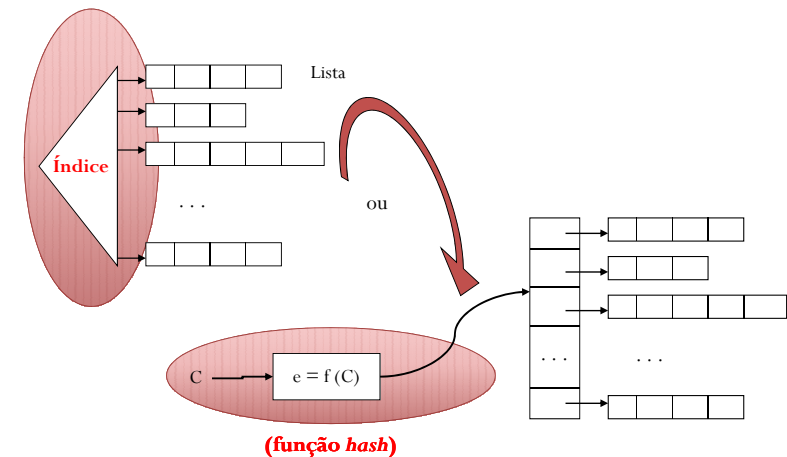 Lista
Índice
ou
. . .
. . .
. . .
C
e = f (C)
(função hash)